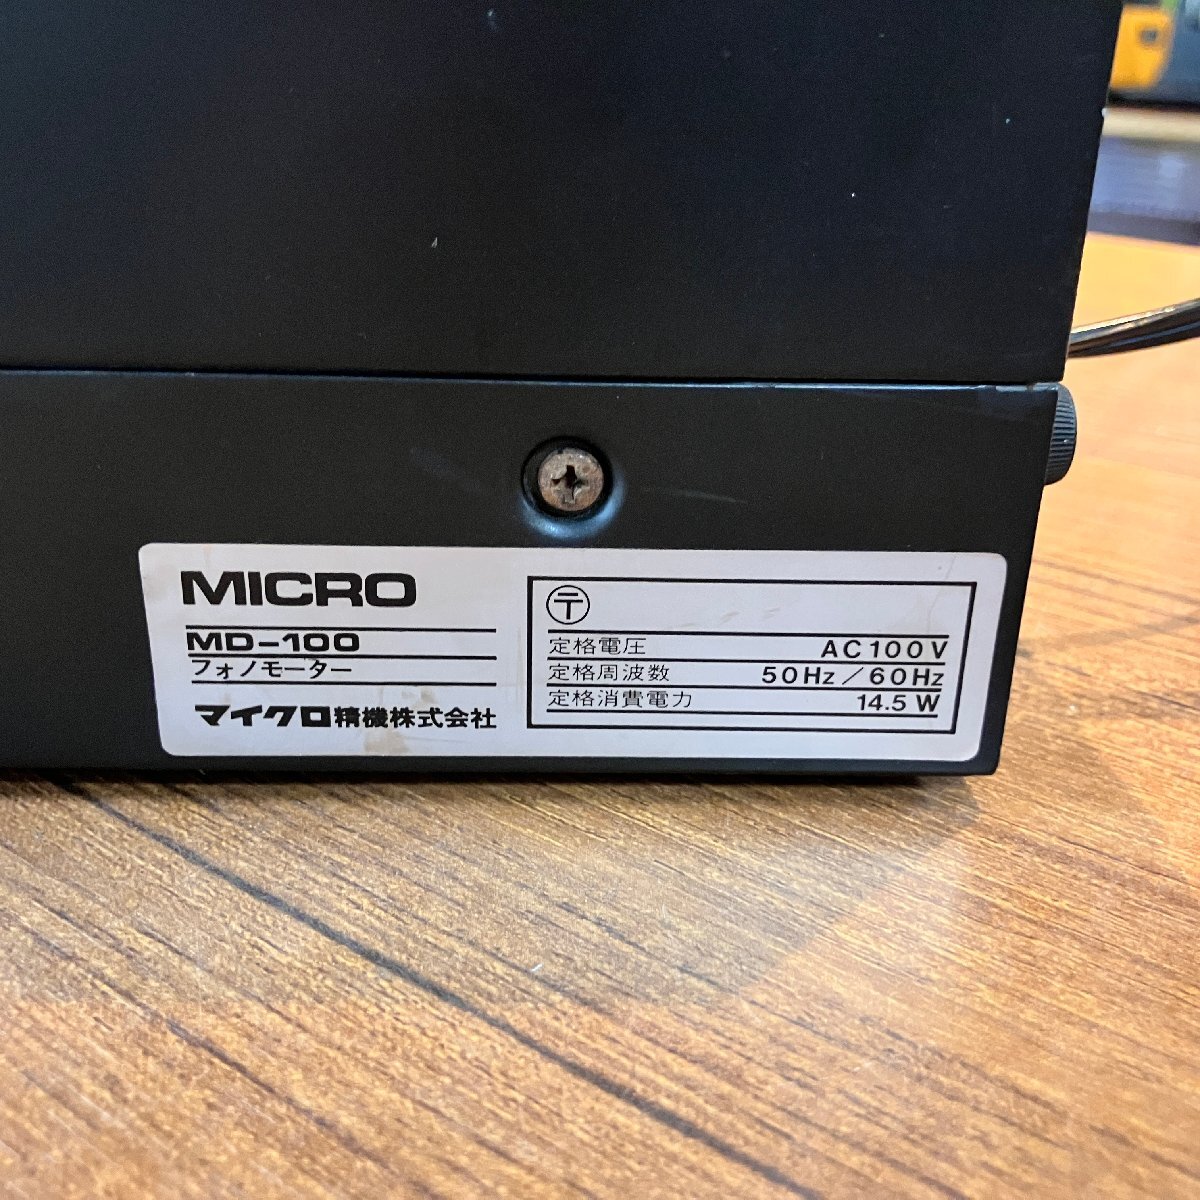 MICRO
MD-100
フォノモーター
マイクロ精機株式会社
〒
定格電圧 AC100V
定格周波数 50Hz/60Hz
定格消費電力 14.5W